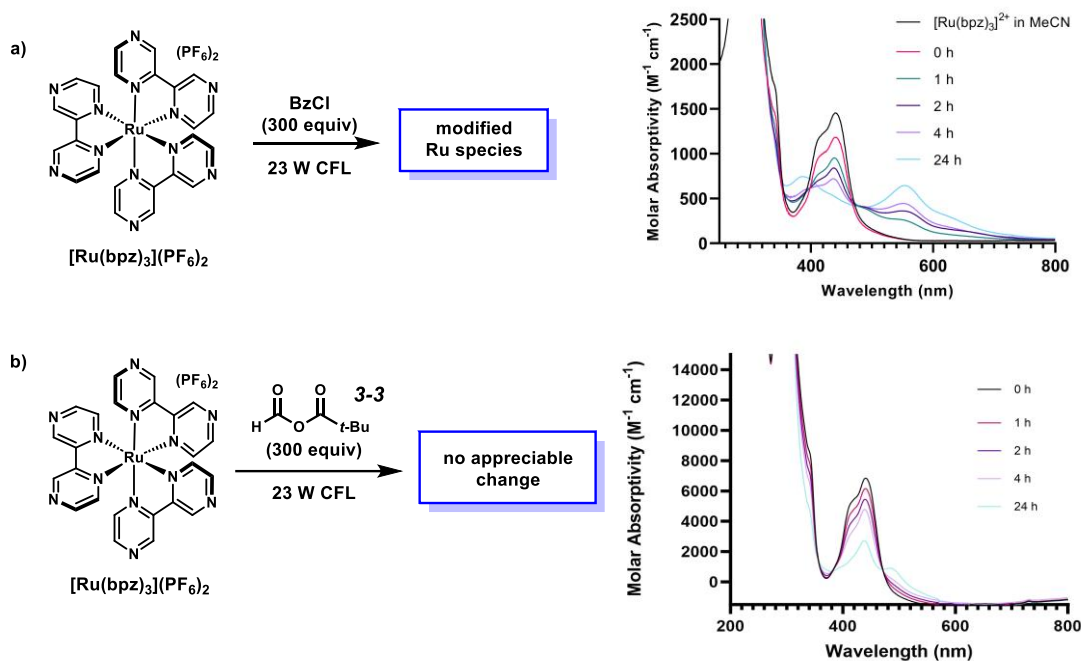 a)
(PF6)2
N
N
N
N
N
N
Ru
N
N
N
N
N
N
[Ru(bpz)3](PF6)2
BzCl
(300 equiv)
23 W CFL
modified
Ru species
Molar Absorptivity (M-1 cm-1)
2500
2000
1500
1000
500
0
400
600
800
Wavelength (nm)
[Ru(bpz)3]2+ in MeCN
0 h
1 h
2 h
4 h
24 h
b)
(PF6)2
N
N
N
N
N
N
Ru
N
N
N
N
N
N
[Ru(bpz)3](PF6)2
O
O
3-3
H
O
t-Bu
(300 equiv)
23 W CFL
no appreciable
change
Molar Absorptivity (M-1 cm-1)
14000
12000
10000
8000
6000
4000
2000
0
200
400
600
800
Wavelength (nm)
0 h
1 h
2 h
4 h
24 h